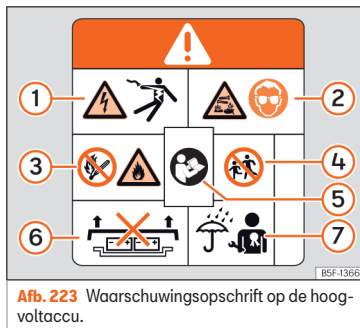 1
2
3
4
5
6
7
B5F-1366
Afb. 223 Waarschuwingsopschrift op de hoog-
voltaccu.